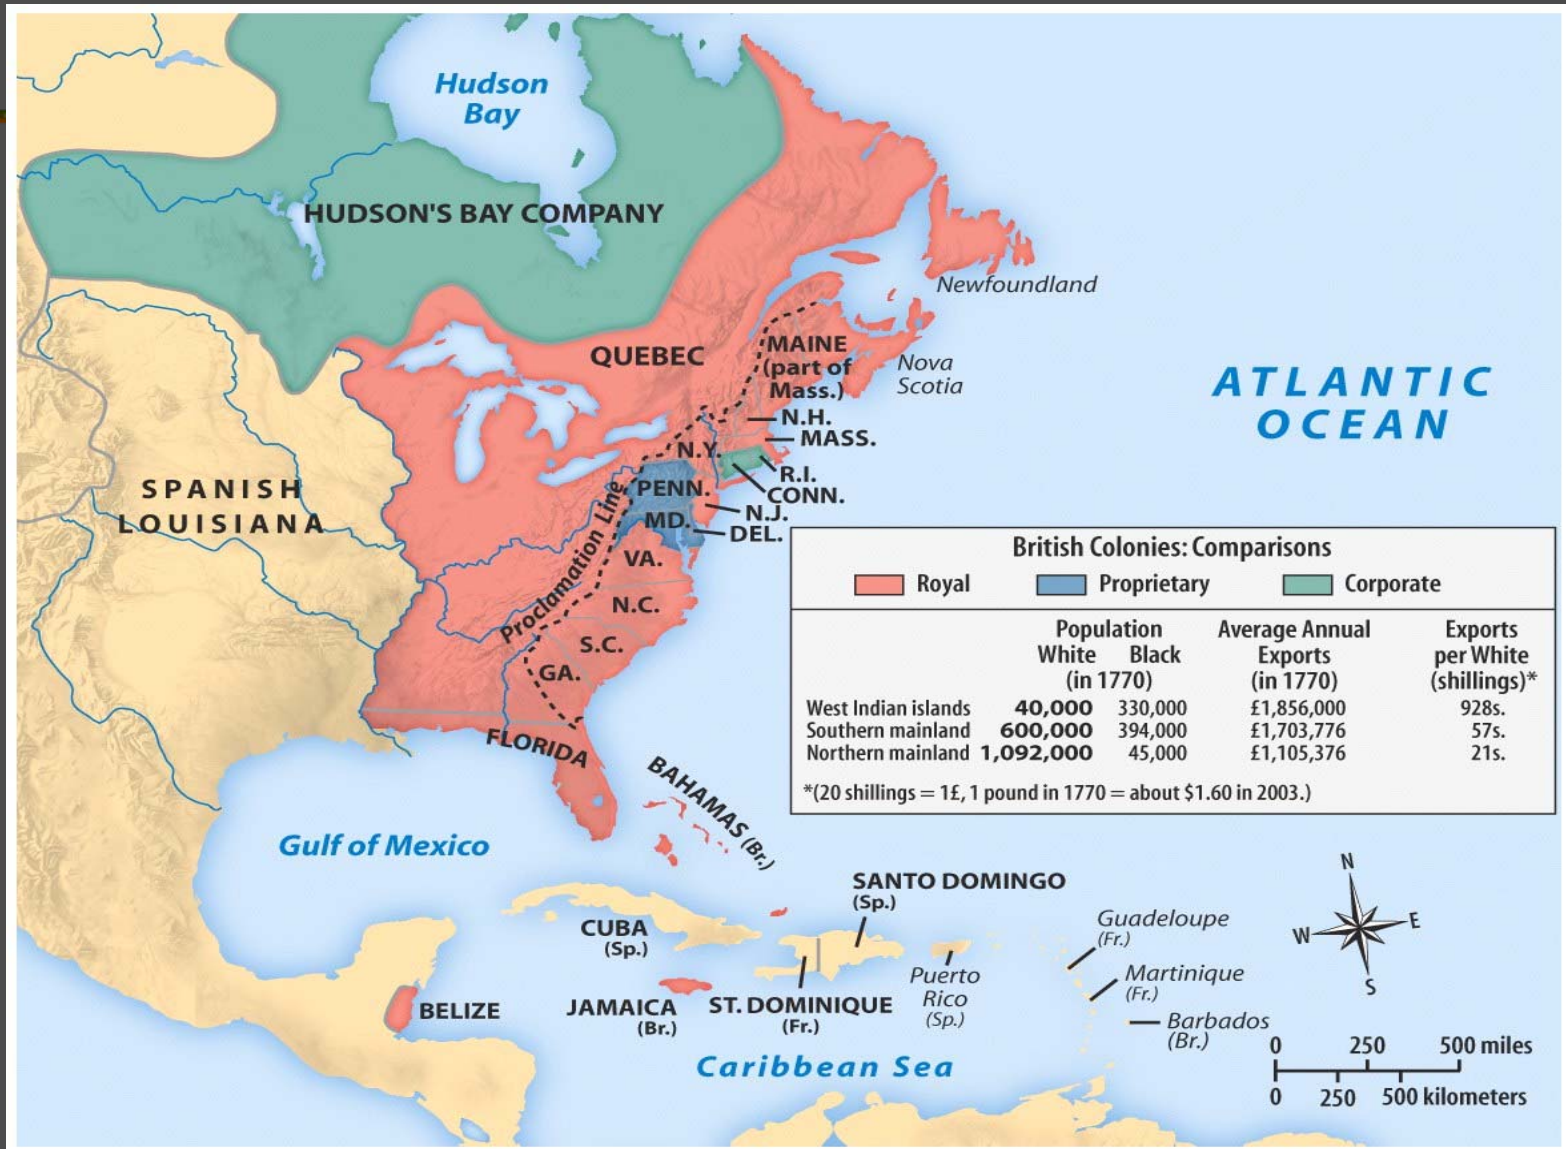 Hudson
Bay
HUDSON'S BAY COMPANY
Newfoundland
QUEBEC
MAINE
(part of
Mass.)
Nova
Scotia
ATLANTIC
OCEAN
N.H.
MASS.
N.Y.
R.I.
CONN.
PENN.
N.J.
MD.
DEL.
SPANISH
LOUISIANA
Proclamation Line
VA.
N.C.
S.C.
GA.
FLORIDA
British Colonies: Comparisons
Royal Proprietary Corporate
Population Average Annual Exports
White Black Exports per White
(in 1770) (in 1770) (shillings)*
West Indian islands 40,000 330,000 £1,856,000 928s.
Southern mainland 600,000 394,000 £1,703,776 57s.
Northern mainland 1,092,000 45,000 £1,105,376 21s.
*(20 shillings = 1£, 1 pound in 1770 = about $1.60 in 2003.)
BAHAMAS (Br.)
Gulf of Mexico
SANTO DOMINGO
(Sp.)
CUBA
(Sp.)
Guadeloupe
(Fr.)
Martinique
(Fr.)
Puerto
Rico
(Sp.)
BELIZE
JAMAICA
(Br.)
ST. DOMINIQUE
(Fr.)
Barbados
(Br.)
Caribbean Sea
N
W E
S
0 250 500 miles
0 250 500 kilometers